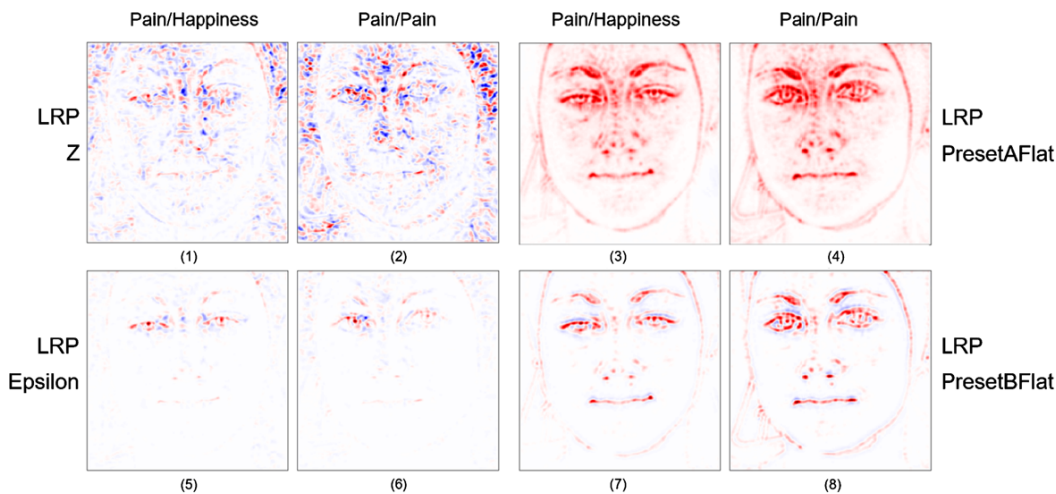 Pain/Happiness
Pain/Pain
Pain/Happiness
Pain/Pain
LRP
Z
LRP
PresetAFlat
(1)
(2)
(3)
(4)
LRP
Epsilon
LRP
PresetBFlat
(5)
(6)
(7)
(8)